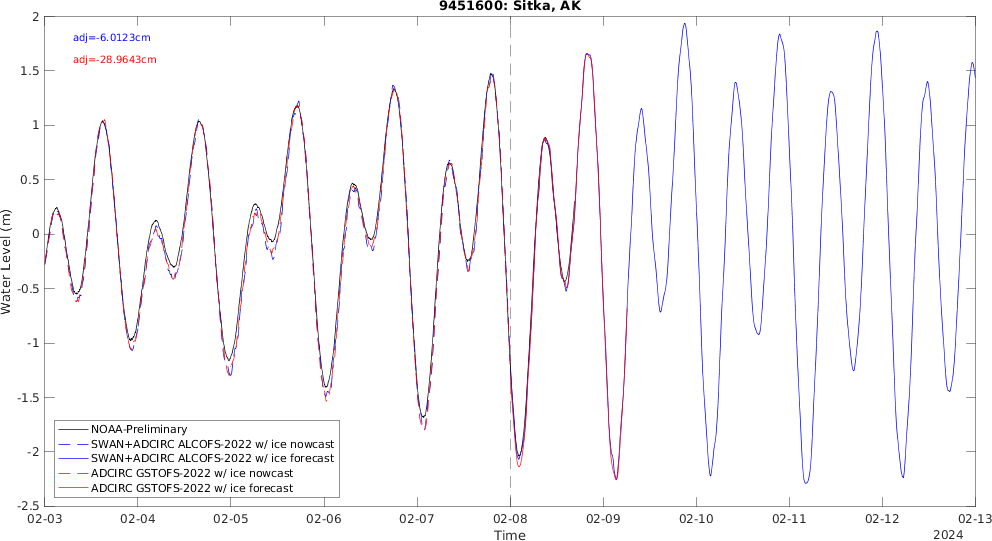 9451600: Sitka, AK
adj=-6.0123cm
adj=-28.9643cm
Water Level (m)
2
1.5
1
0.5
0
-0.5
-1
-1.5
-2
-2.5
NOAA-Preliminary
SWAN+ADCIRC ALCOFS-2022 w/ ice nowcast
SWAN+ADCIRC ALCOFS-2022 w/ ice forecast
ADCIRC GSTOFS-2022 w/ ice nowcast
ADCIRC GSTOFS-2022 w/ ice forecast
02-03 02-04 02-05 02-06 02-07 02-08 02-09 02-10 02-11 02-12 02-13
Time
2024